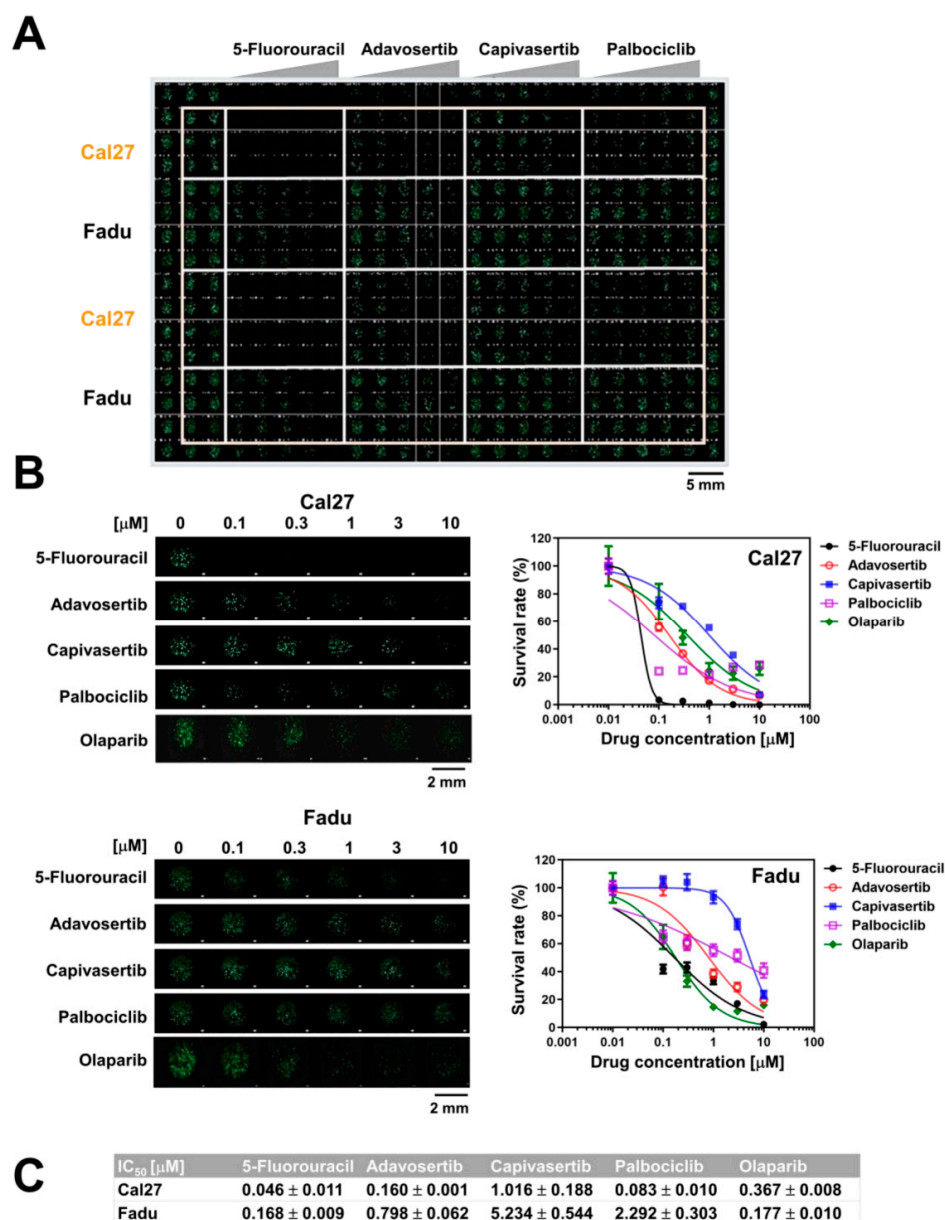 A
5-Fluorouracil Adavosertib Capivasertib Palbociclib
Cal27
Fadu
Cal27
Fadu
5 mm
B
Cal27
[μM] 0 0.1 0.3 1 3 10
5-Fluorouracil
Adavosertib
Capivasertib
Palbociclib
Olaparib
2 mm
Survival rate (%)
120
100
80
60
40
20
0
0.001 0.01 0.1 1 10 100
Drug concentration [μM]
Cal27
5-Fluorouracil
Adavosertib
Capivasertib
Palbociclib
Olaparib
Fadu
[μM] 0 0.1 0.3 1 3 10
5-Fluorouracil
Adavosertib
Capivasertib
Palbociclib
Olaparib
2 mm
Survival rate (%)
120
100
80
60
40
20
0
0.001 0.01 0.1 1 10 100
Drug concentration [μM]
Fadu
5-Fluorouracil
Adavosertib
Capivasertib
Palbociclib
Olaparib
C
IC50 [μM] 5-Fluorouracil Adavosertib Capivasertib Palbociclib Olaparib
Cal27 0.046 ± 0.011 0.160 ± 0.001 1.016 ± 0.188 0.083 ± 0.010 0.367 ± 0.008
Fadu 0.168 ± 0.009 0.798 ± 0.062 5.234 ± 0.544 2.292 ± 0.303 0.177 ± 0.010